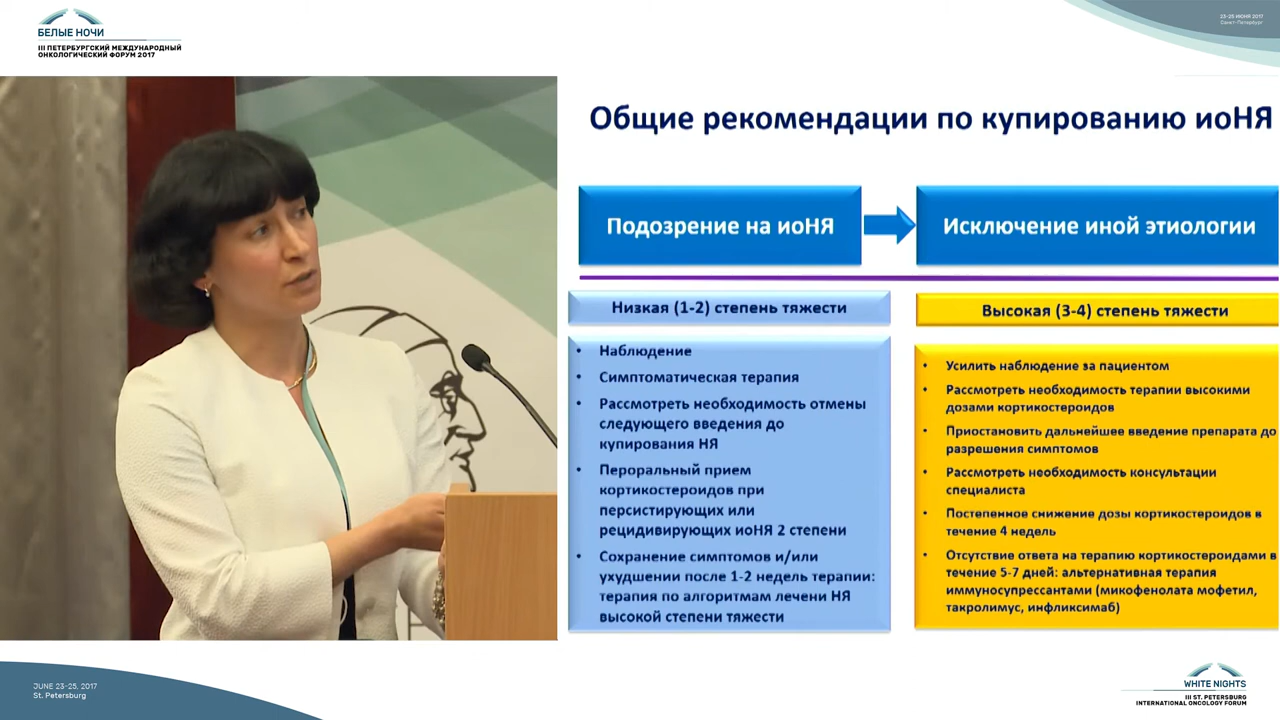 БЕЛЫЕ НОЧИ
III ПЕТЕРБУРГСКИЙ МЕЖДУНАРОДНЫЙ
ОНКОЛОГИЧЕСКИЙ ФОРУМ 2017
23-25 ИЮНЯ 2017
Санкт-Петербург
Общие рекомендации по купированию иоНЯ
Подозрение на иоНЯ
Исключение иной этиологии
Низкая (1-2) степень тяжести
• Наблюдение
• Симптоматическая терапия
• Рассмотреть необходимость отмены
следующего введения до
купирования НЯ
• Пероральный прием
кортикостероидов при
персистирующих или
рецидивирующих иоНЯ 2 степени
• Сохранение симптомов и/или
ухудшении после 1-2 недель терапии:
терапия по алгоритмам лечени НЯ
высокой степени тяжести
Высокая (3-4) степень тяжести
• Усилить наблюдение за пациентом
• Рассмотреть необходимость терапии высокими
дозами кортикостероидов
• Приостановить дальнейшее введение препарата до
разрешения симптомов
• Рассмотреть необходимость консультации
специалиста
• Постепенное снижение дозы кортикостероидов в
течение 4 недель
• Отсутствие ответа на терапию кортикостероидами в
течение 5-7 дней: альтернативная терапия
иммуносупрессантами (микофенолата мофетил,
такролимус, инфликсимаб)
JUNE 23-25, 2017
St. Petersburg
WHITE NIGHTS
III ST. PETERSBURG
INTERNATIONAL ONCOLOGY FORUM